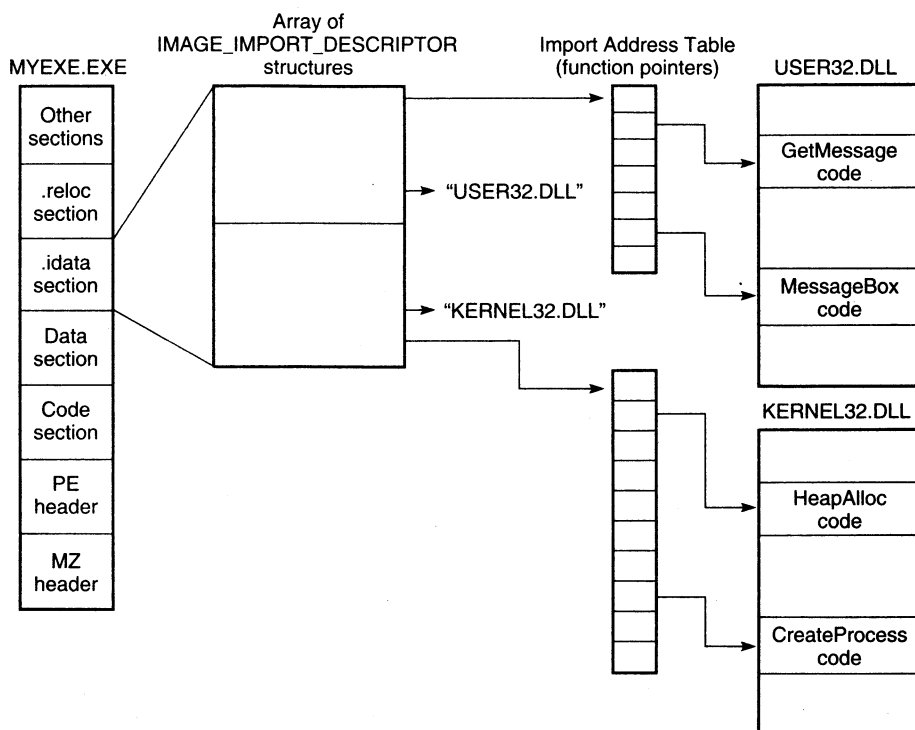 Array of
IMAGE_IMPORT_DESCRIPTOR
structures
Import Address Table
(function pointers)
MYEXE.EXE
USER32.DLL
Other
sections
.reloc
section
.idata
section
Data
section
Code
section
PE
header
MZ
header
“USER32.DLL”
“KERNEL32.DLL”
GetMessage
code
MessageBox
code
KERNEL32.DLL
HeapAlloc
code
CreateProcess
code